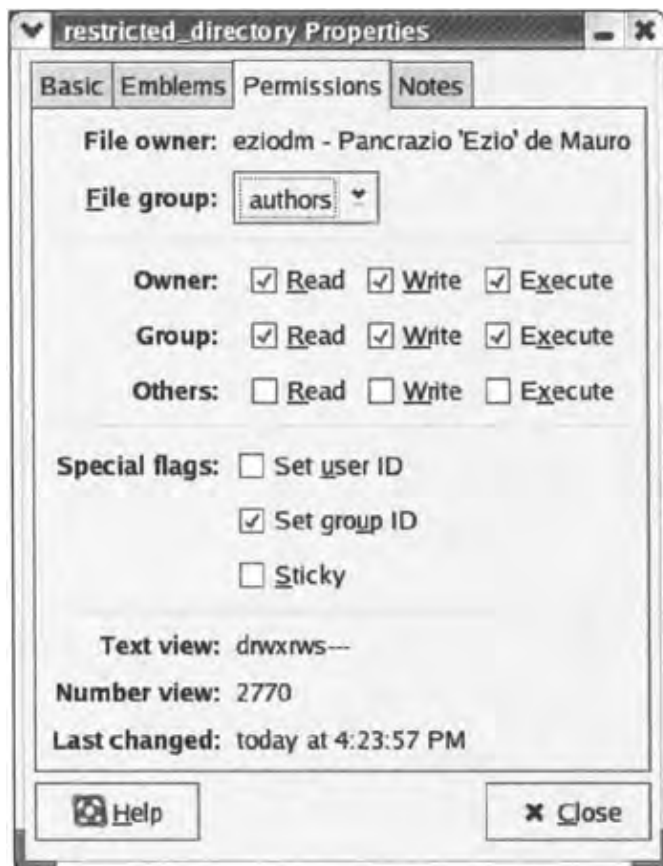 restricted_directory Properties
Basic Emblems Permissions Notes
File owner: eziodm - Pancrazio 'Ezio' de Mauro
File group: authors
Owner: Read Write Execute
Group: Read Write Execute
Others: Read Write Execute
Special flags: Set user ID
Set group ID
Sticky
Text view: drwxrws---
Number view: 2770
Last changed: today at 4:23:57 PM
Help Close